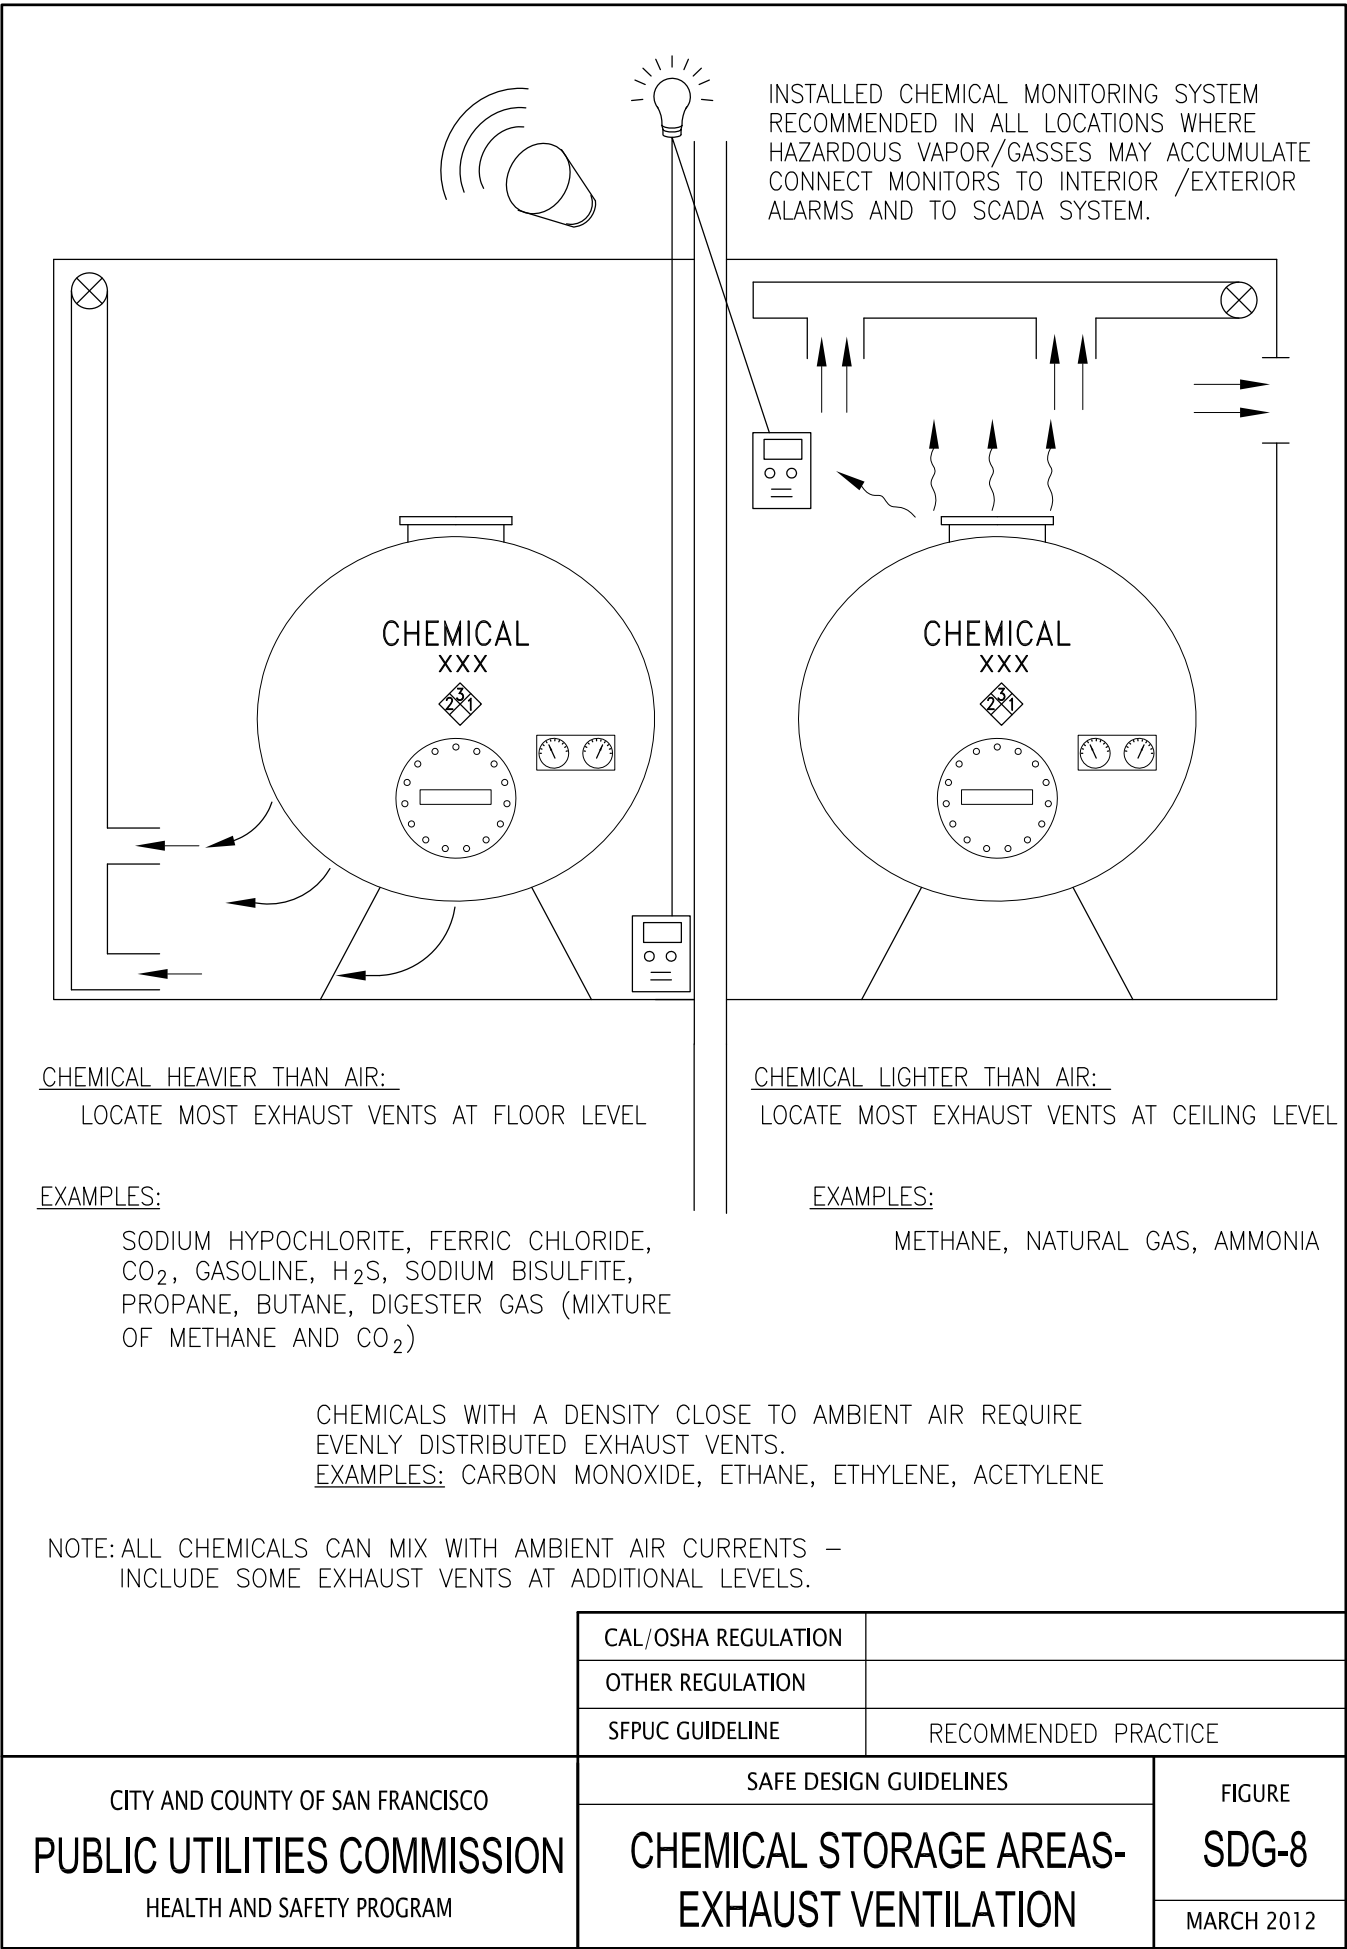 INSTALLED CHEMICAL MONITORING SYSTEM
RECOMMENDED IN ALL LOCATIONS WHERE
HAZARDOUS VAPOR/GASSES MAY ACCUMULATE
CONNECT MONITORS TO INTERIOR /EXTERIOR
ALARMS AND TO SCADA SYSTEM.
CHEMICAL
XXX
3
2 1
CHEMICAL
XXX
3
2 1
CHEMICAL HEAVIER THAN AIR:
LOCATE MOST EXHAUST VENTS AT FLOOR LEVEL
EXAMPLES:
SODIUM HYPOCHLORITE, FERRIC CHLORIDE,
CO₂, GASOLINE, H₂S, SODIUM BISULFITE,
PROPANE, BUTANE, DIGESTER GAS (MIXTURE
OF METHANE AND CO₂)
CHEMICAL LIGHTER THAN AIR:
LOCATE MOST EXHAUST VENTS AT CEILING LEVEL
EXAMPLES:
METHANE, NATURAL GAS, AMMONIA
CHEMICALS WITH A DENSITY CLOSE TO AMBIENT AIR REQUIRE
EVENLY DISTRIBUTED EXHAUST VENTS.
EXAMPLES: CARBON MONOXIDE, ETHANE, ETHYLENE, ACETYLENE
NOTE: ALL CHEMICALS CAN MIX WITH AMBIENT AIR CURRENTS –
INCLUDE SOME EXHAUST VENTS AT ADDITIONAL LEVELS.
CAL/OSHA REGULATION
OTHER REGULATION
SFPUC GUIDELINE RECOMMENDED PRACTICE
CITY AND COUNTY OF SAN FRANCISCO
PUBLIC UTILITIES COMMISSION
HEALTH AND SAFETY PROGRAM
SAFE DESIGN GUIDELINES
CHEMICAL STORAGE AREAS-
EXHAUST VENTILATION
FIGURE
SDG-8
MARCH 2012